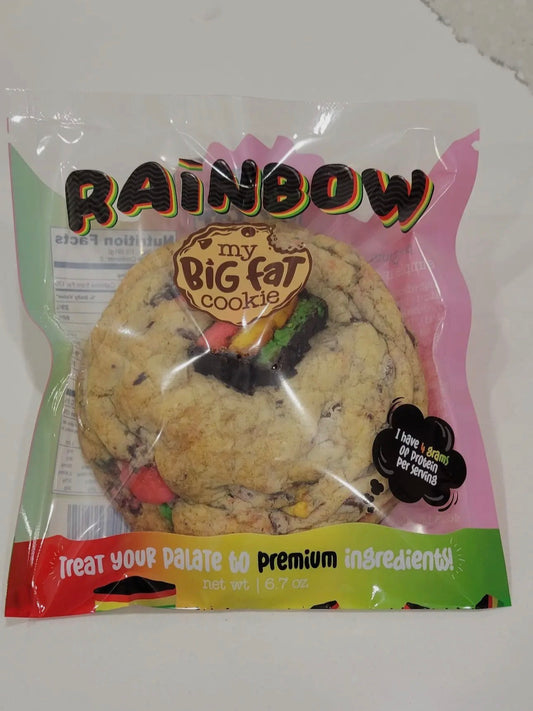 RAiNBOW
my
BiG FaT
cookie
I have 4 grams
of protein
per serving
Treat your palate to premium ingredients!
net wt | 6.7 oz
Nutrition Facts